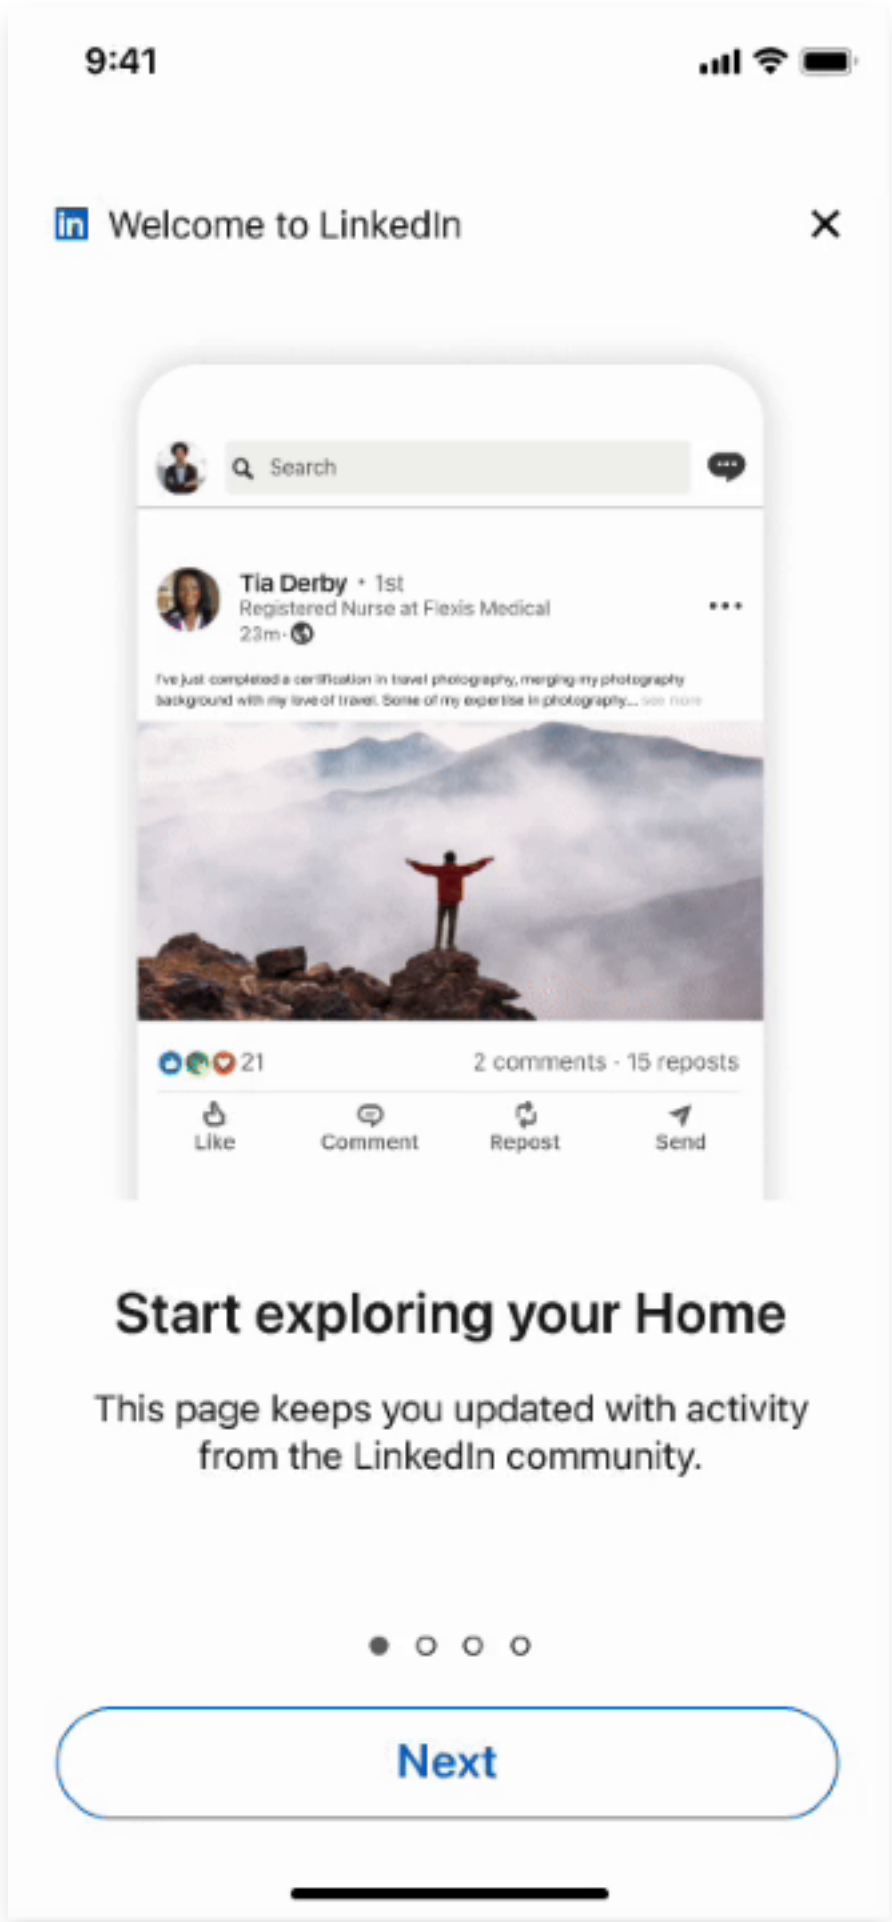 9:41
in Welcome to LinkedIn
Search
Tia Derby • 1st
Registered Nurse at Flexis Medical
23m •
I've just completed a certification in travel photography, merging my photography
background with my love of travel. Some of my expertise in photography... see more
21 2 comments · 15 reposts
Like Comment Repost Send
Start exploring your Home
This page keeps you updated with activity
from the LinkedIn community.
Next